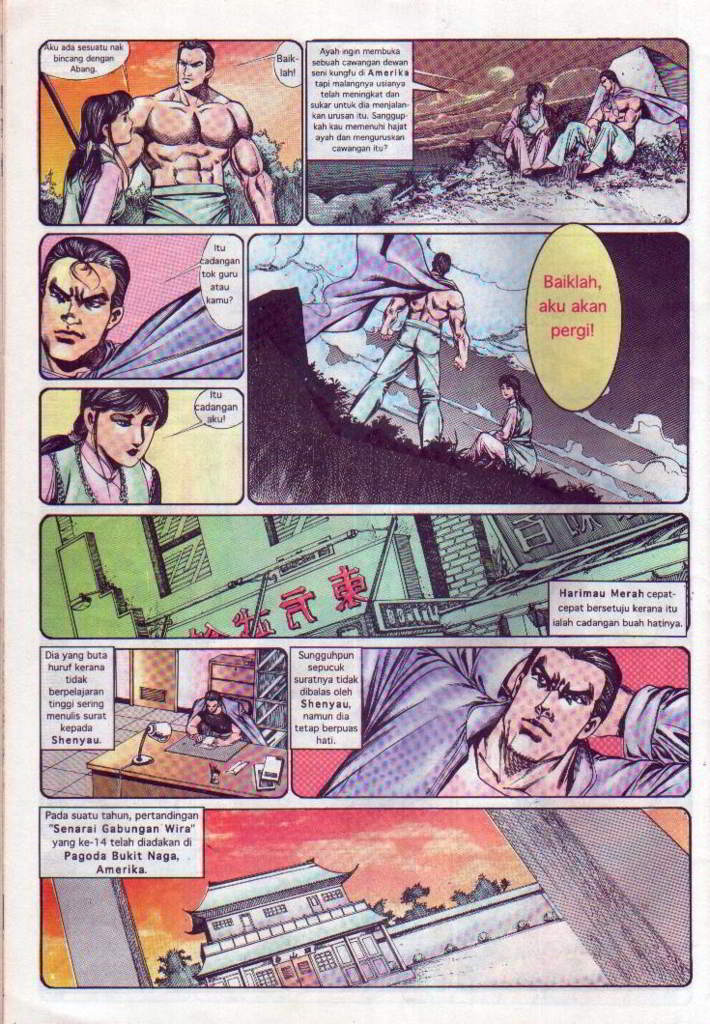 Aku ada sesuatu nak
bincang dengan
Abang.
Baik-
lah!
Ayah ingin membuka
sebuah cawangan dewan
seni kungfu di Amerika
tapi malangnya usianya
telah meningkat dan
sukar untuk dia menjalan-
kan urusan itu. Sanggup-
kah kau memenuhi hajat
ayah dan menguruskan
cawangan itu?
Itu
cadangan
tok guru
atau
kamu?
Baiklah,
aku akan
pergi!
Itu
cadangan
aku!
東元
Harimau Merah cepat-
cepat bersetuju kerana itu
ialah cadangan buah hatinya.
Dia yang buta
huruf kerana
tidak
berpelajaran
tinggi sering
menulis surat
kepada
Shenyau.
Sungguhpun
sepucuk
suratnya tidak
dibalas oleh
Shenyau,
namun dia
tetap berpuas
hati.
Pada suatu tahun, pertandingan
"Senarai Gabungan Wira"
yang ke-14 telah diadakan di
Pagoda Bukit Naga,
Amerika.